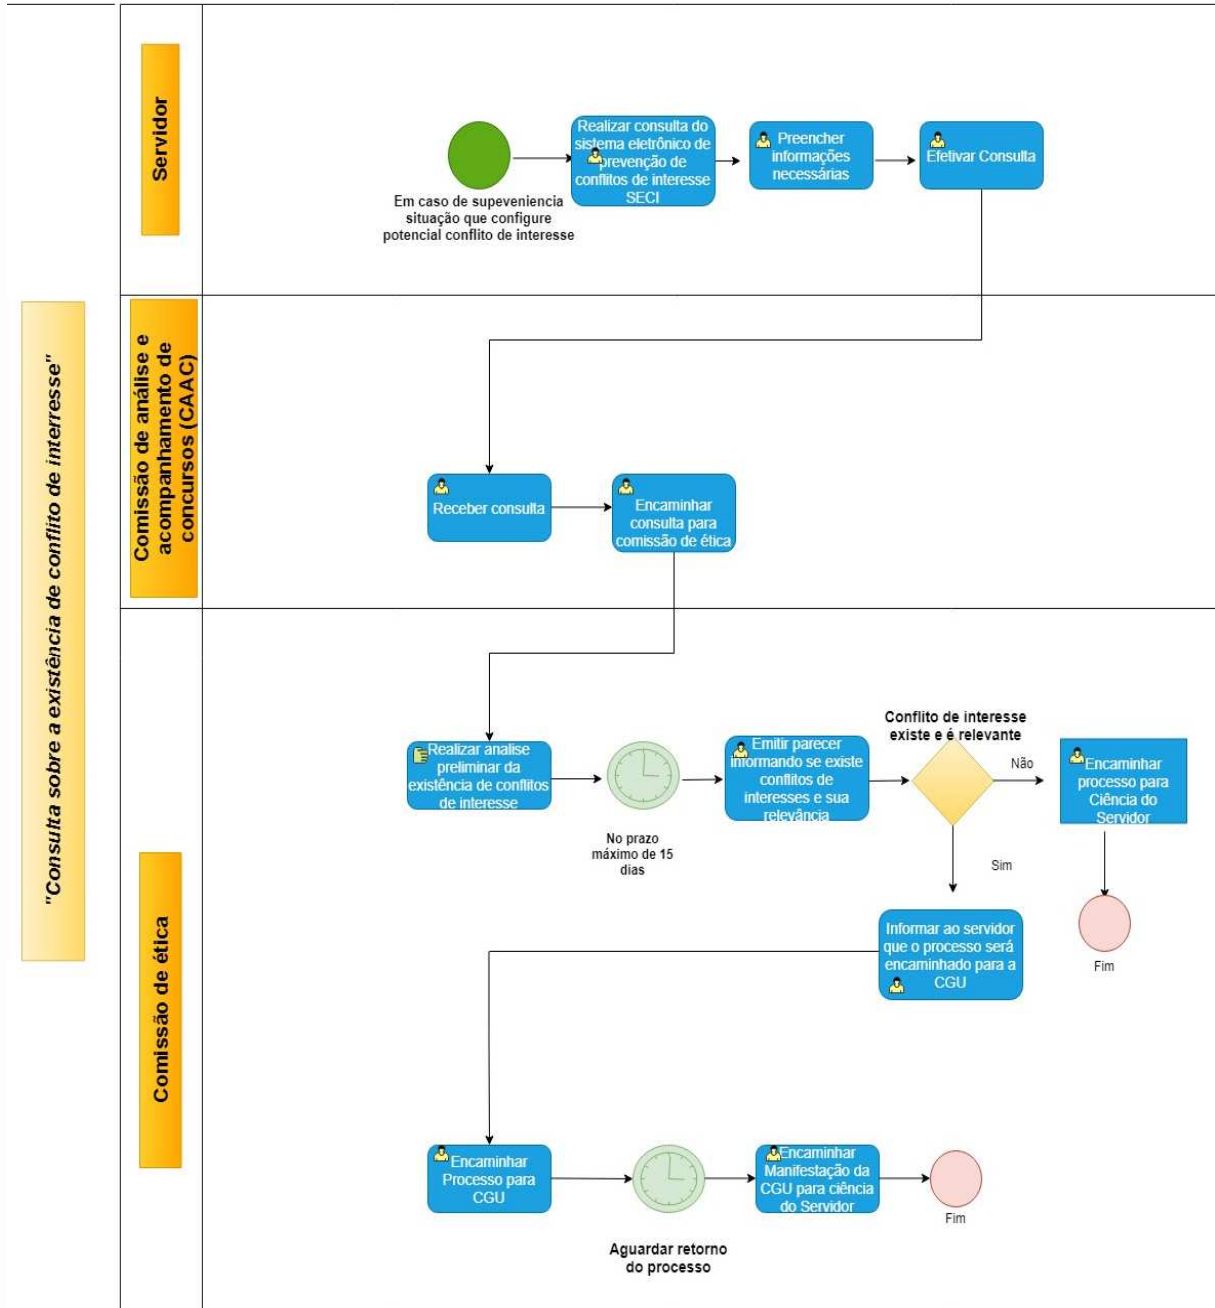 "Consulta sobre a existência de conflito de interresse"
Servidor
Em caso de supeveniencia
situação que configure
potencial conflito de interesse
Realizar consulta do
sistema eletrônico de
prevenção de
conflitos de interesse
SECI
Preencher
informações
necessárias
Efetivar Consulta
Comissão de análise e
acompanhamento de
concursos (CAAC)
Receber consulta
Encaminhar
consulta para
comissão de ética
Comissão de ética
Realizar analise
preliminar da
existência de conflitos
de interesse
No prazo
máximo de 15
dias
Emitir parecer
informando se existe
conflitos de
interesses e sua
relevância
Conflito de interesse
existe e é relevante
Não
Encaminhar
processo para
Ciência do
Servidor
Fim
Sim
Informar ao servidor
que o processo será
encaminhado para a
CGU
Encaminhar
Processo para
CGU
Aguardar retorno
do processo
Encaminhar
Manifestação da
CGU para ciência
do Servidor
Fim